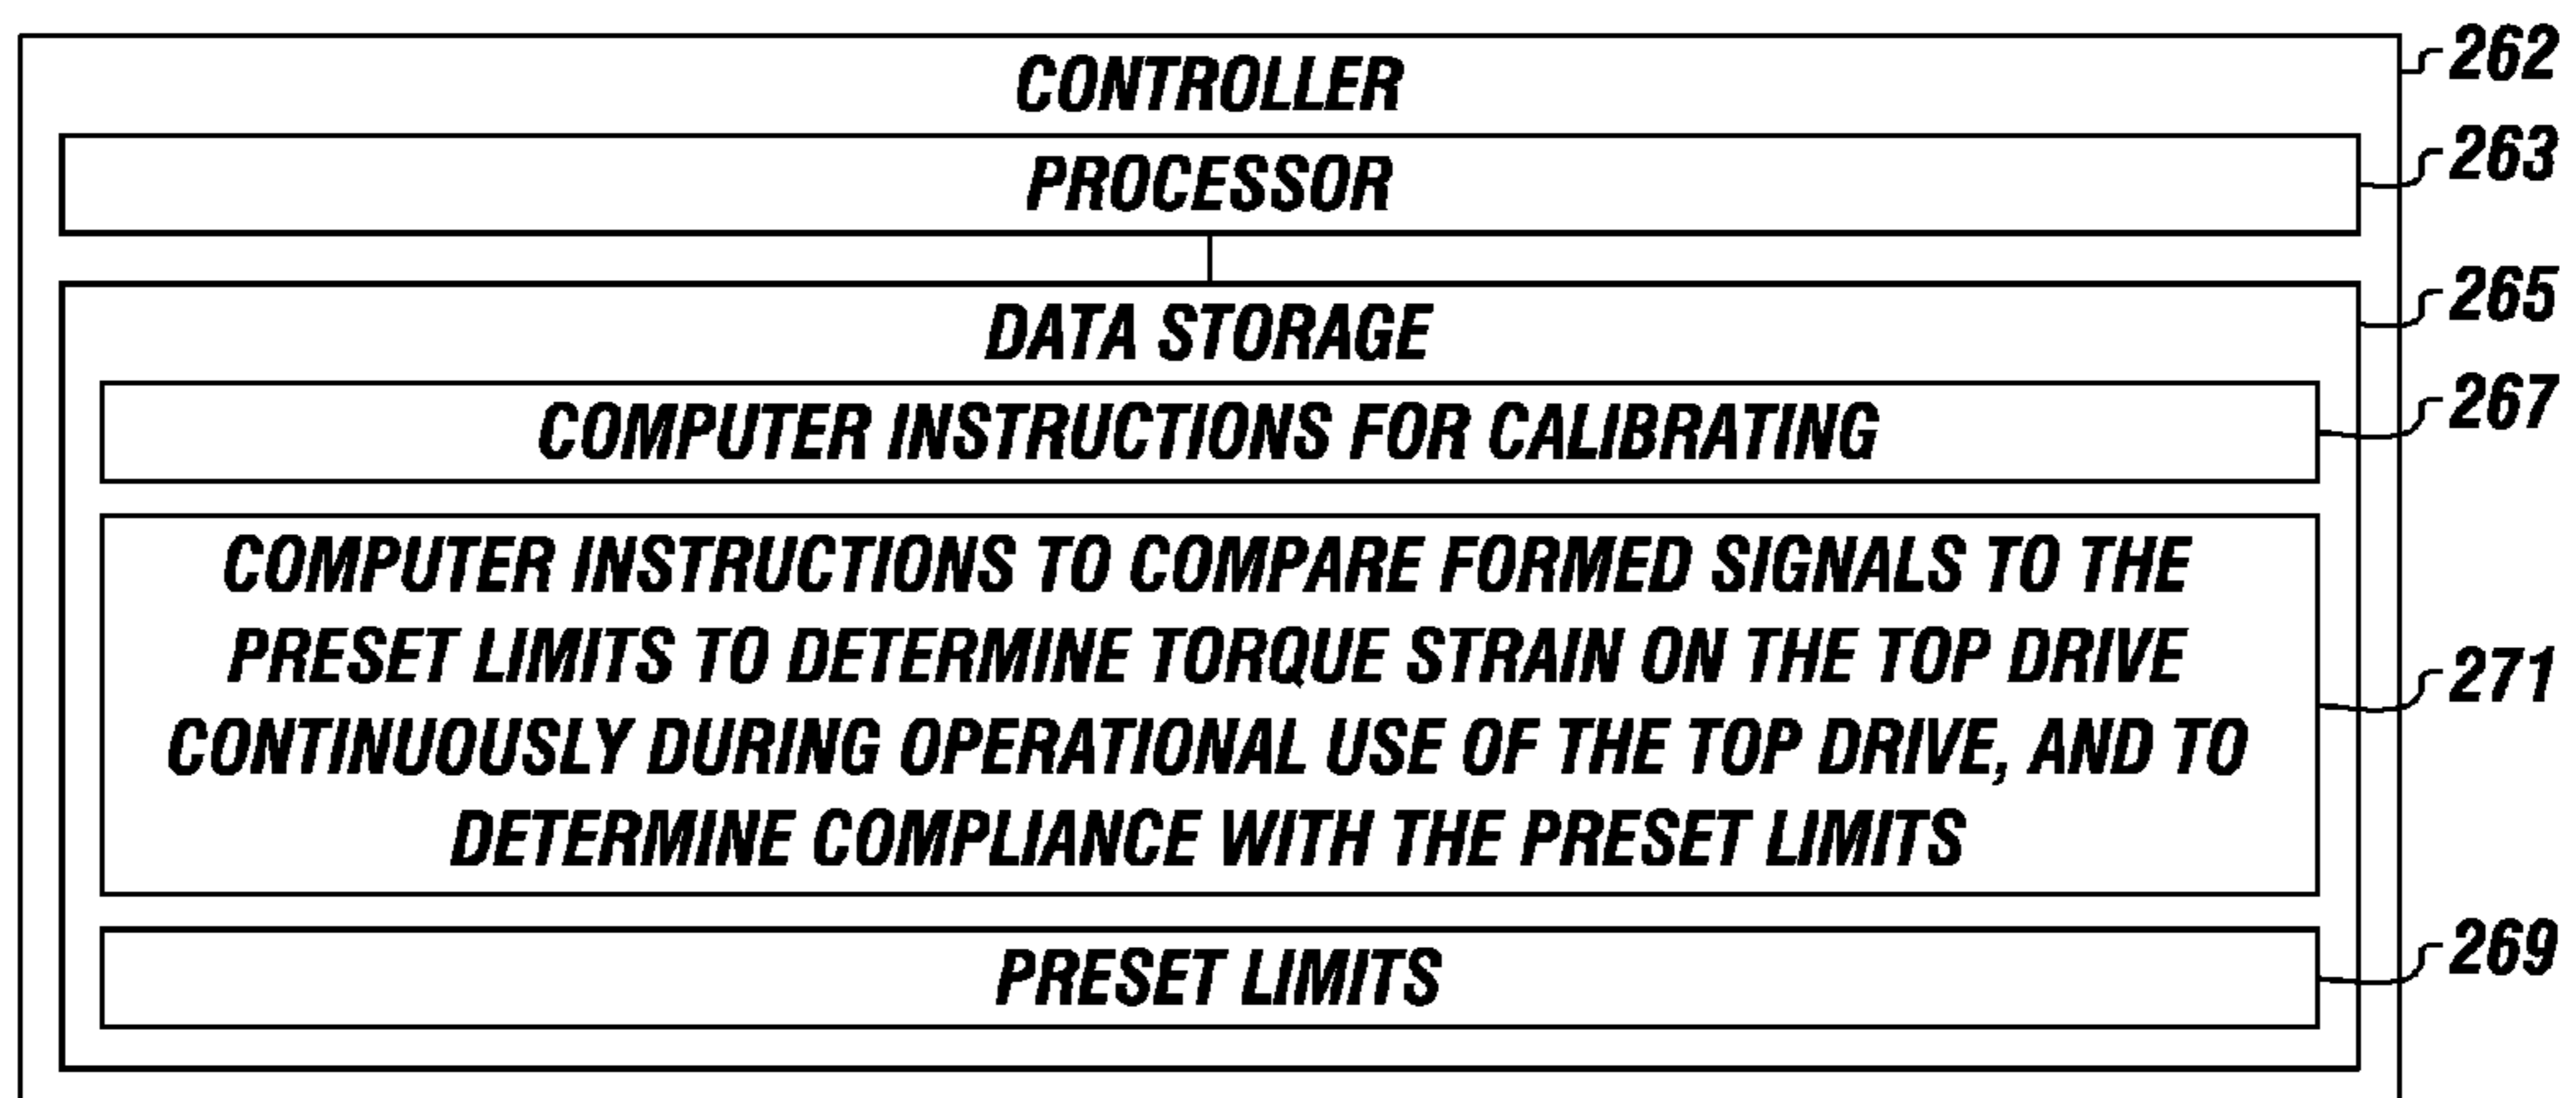 CONTROLLER
262
PROCESSOR
263
DATA STORAGE
265
COMPUTER INSTRUCTIONS FOR CALIBRATING
267
COMPUTER INSTRUCTIONS TO COMPARE FORMED SIGNALS TO THE
PRESET LIMITS TO DETERMINE TORQUE STRAIN ON THE TOP DRIVE
CONTINUOUSLY DURING OPERATIONAL USE OF THE TOP DRIVE, AND TO
DETERMINE COMPLIANCE WITH THE PRESET LIMITS
271
PRESET LIMITS
269